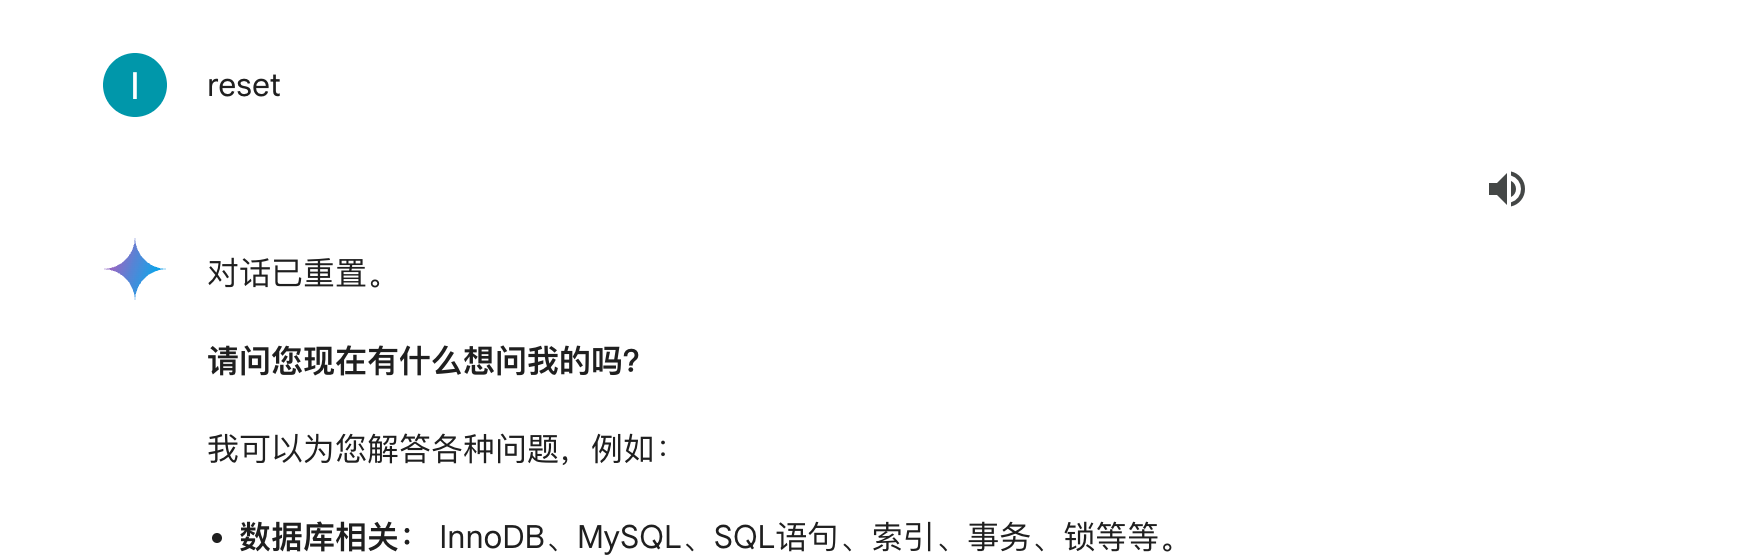 I
reset
对话已重置。
请问您现在有什么想问我的吗?
我可以为您解答各种问题，例如：
• 数据库相关： InnoDB、MySQL、SQL语句、索引、事务、锁等等。